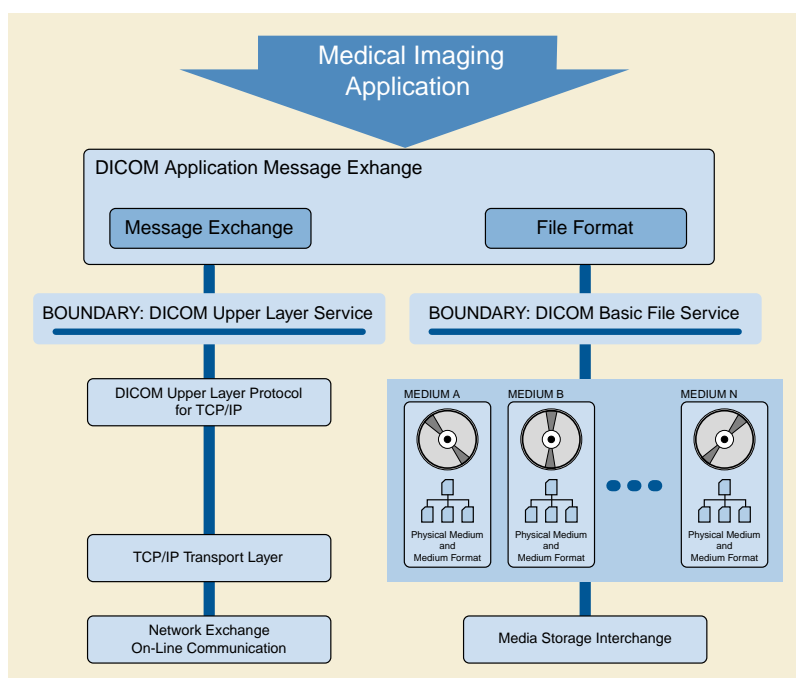 Medical Imaging
Application
DICOM Application Message Exhange
Message Exchange
File Format
BOUNDARY: DICOM Upper Layer Service
BOUNDARY: DICOM Basic File Service
DICOM Upper Layer Protocol
for TCP/IP
TCP/IP Transport Layer
Network Exchange
On-Line Communication
MEDIUM A
Physical Medium
and
Medium Format
MEDIUM B
Physical Medium
and
Medium Format
MEDIUM N
Physical Medium
and
Medium Format
Media Storage Interchange